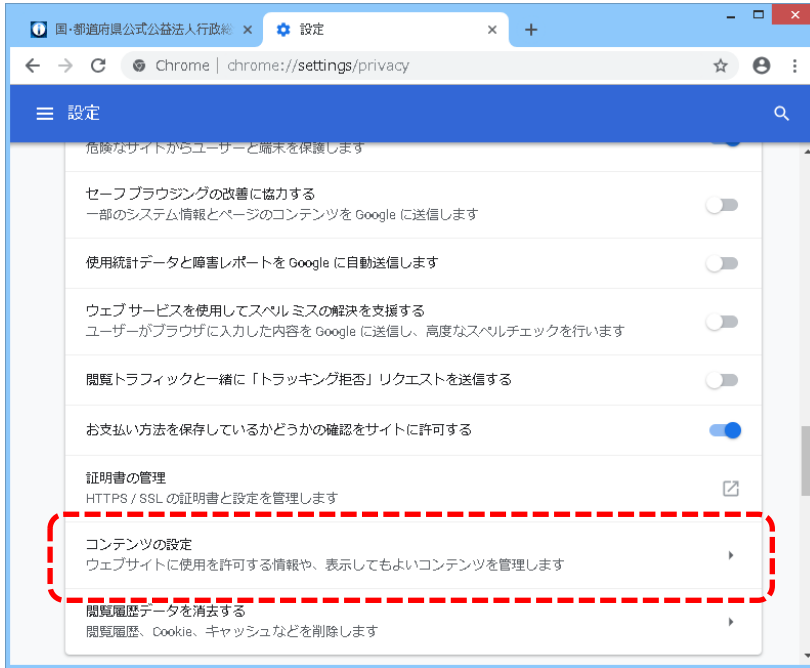 国・都道府県公式公益法人行政総
設定
Chrome | chrome://settings/privacy
設定
危険なサイトからユーザーと端末を保護します
セーフ ブラウジングの改善に協力する
一部のシステム情報とページのコンテンツを Google に送信します
使用統計データと障害レポートを Google に自動送信します
ウェブ サービスを使用してスペルミスの解決を支援する
ユーザーがブラウザに入力した内容を Google に送信し、高度なスペルチェックを行います
閲覧トラフィックと一緒に「トラッキング拒否」リクエストを送信する
お支払い方法を保存しているかどうかの確認をサイトに許可する
証明書の管理
HTTPS / SSL の証明書と設定を管理します
コンテンツの設定
ウェブサイトに使用を許可する情報や、表示してもよいコンテンツを管理します
閲覧履歴データを消去する
閲覧履歴、Cookie、キャッシュなどを削除します